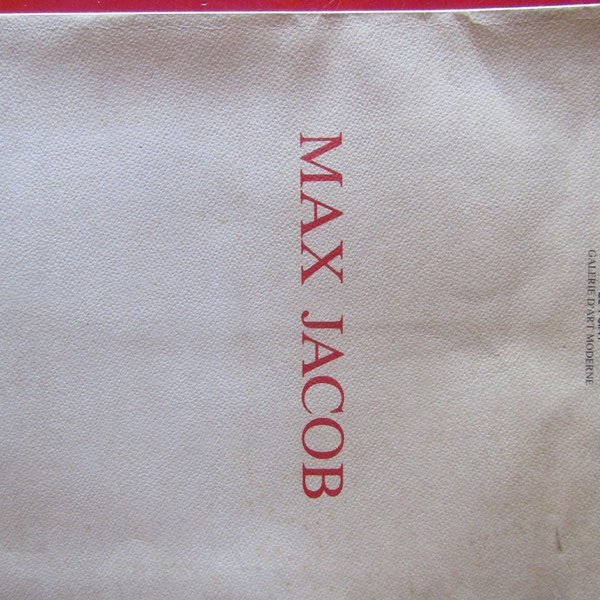 GALERIE D'ART MODERNE
MAX JACOB